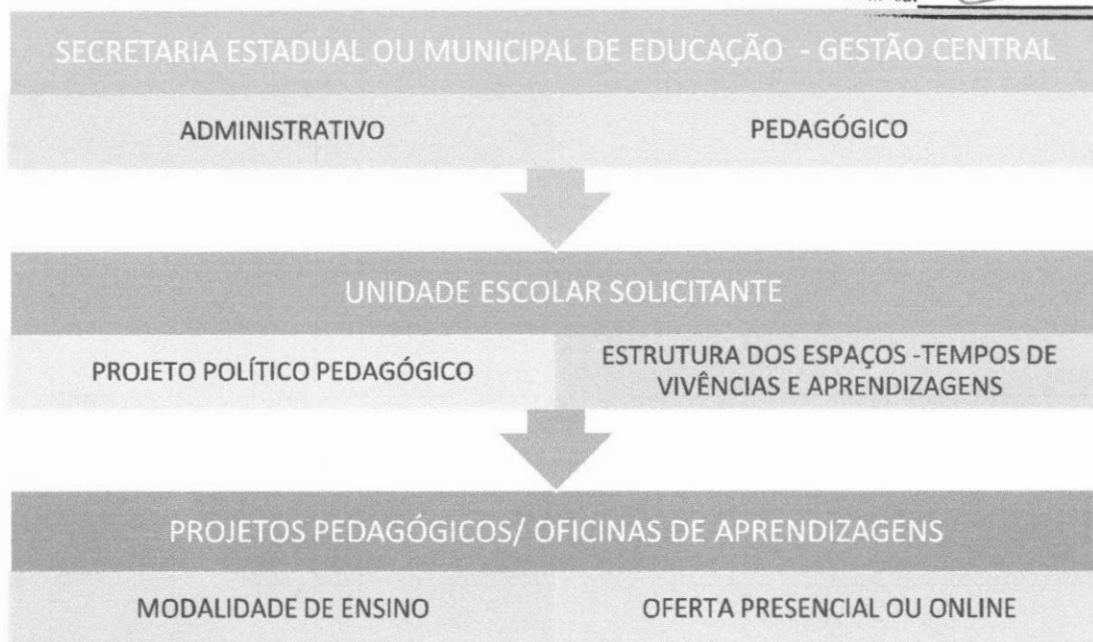 SECRETARIA ESTADUAL OU MUNICIPAL DE EDUCAÇÃO - GESTÃO CENTRAL
ADMINISTRATIVO
PEDAGÓGICO
UNIDADE ESCOLAR SOLICITANTE
PROJETO POLÍTICO PEDAGÓGICO
ESTRUTURA DOS ESPAÇOS -TEMPOS DE
VIVÊNCIAS E APRENDIZAGENS
PROJETOS PEDAGÓGICOS/ OFICINAS DE APRENDIZAGENS
MODALIDADE DE ENSINO
OFERTA PRESENCIAL OU ONLINE